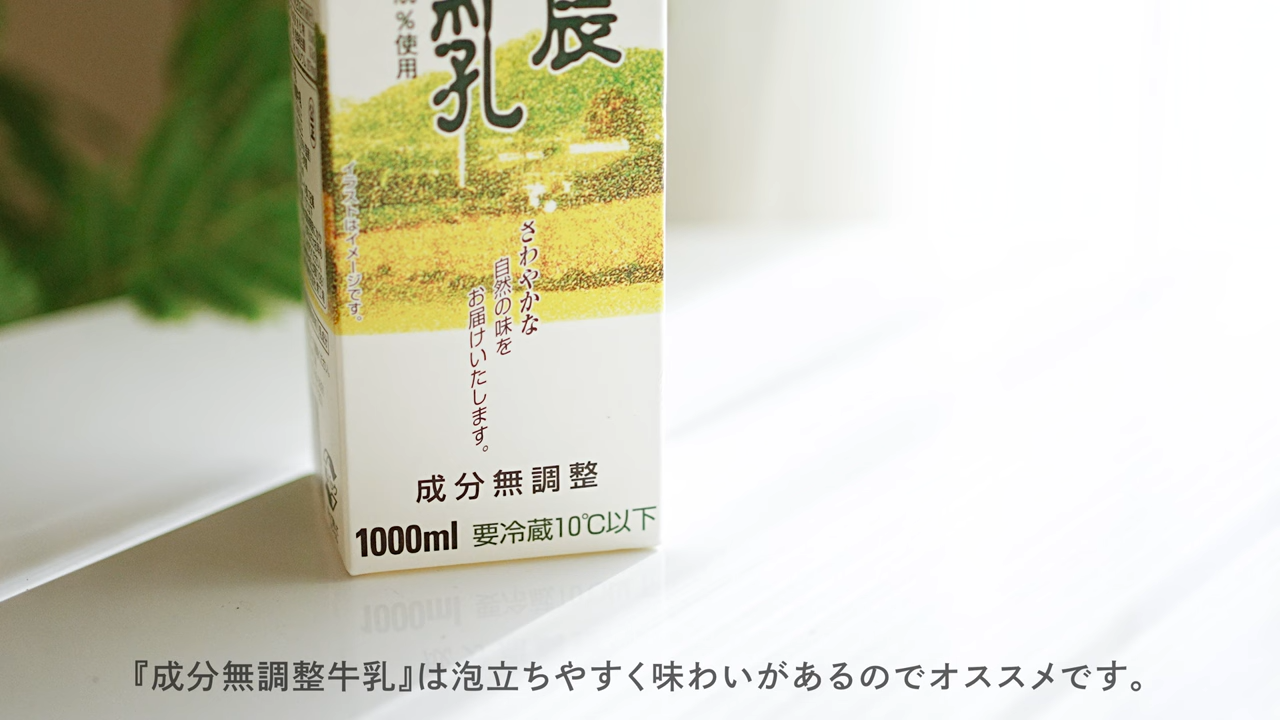 %使用
乳
さわやかな
自然の味を
お届けいたします。
イラストはイメージです。
成分無調整
1000ml 要冷蔵10℃以下
『成分無調整牛乳』は泡立ちやすく味わいがあるのでオススメです。